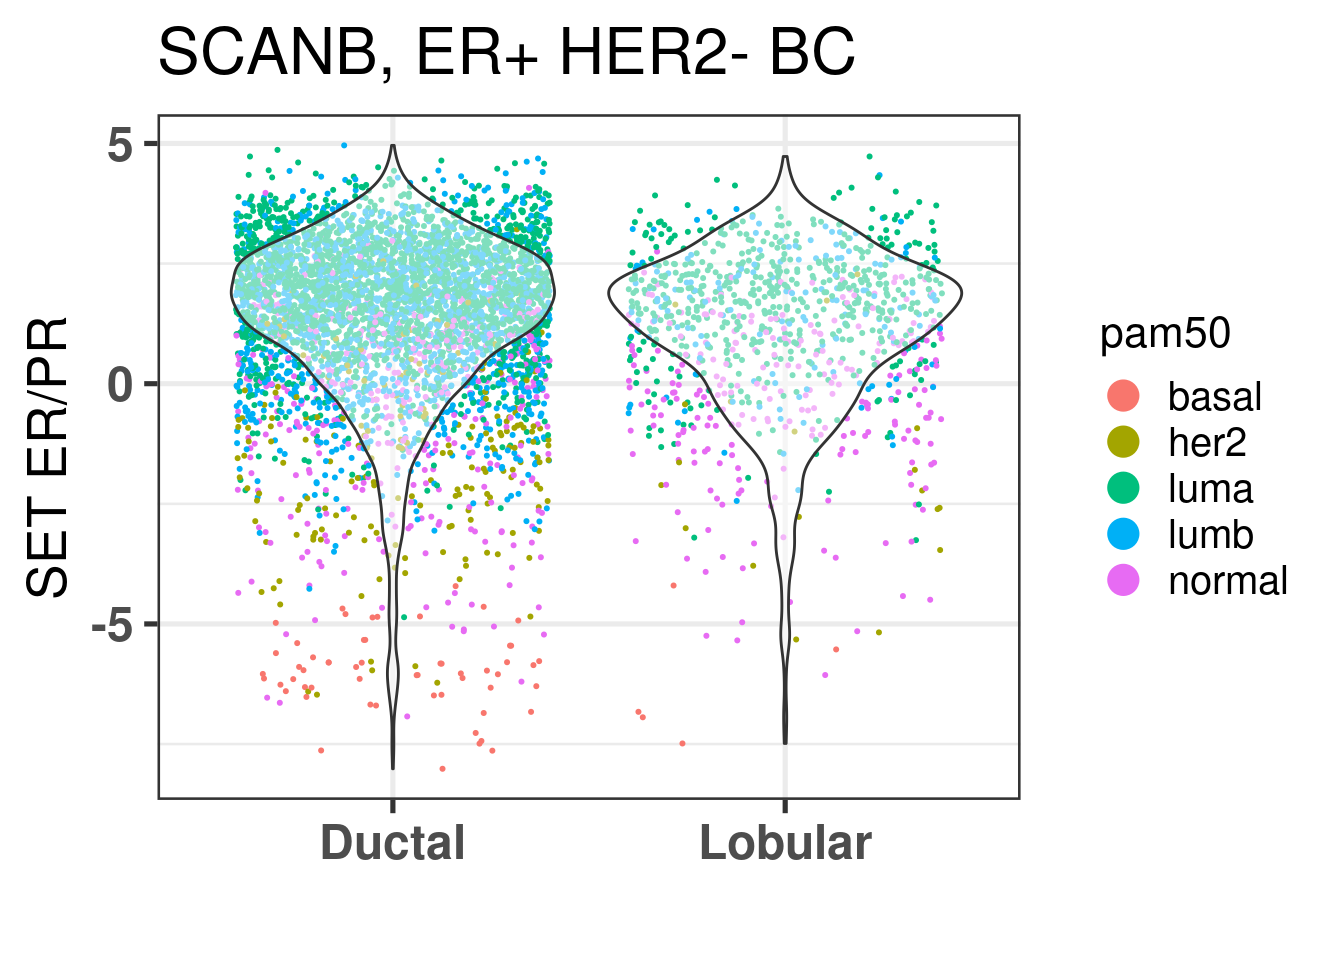 SCANB, ER+ HER2- BC
SET ER/PR
5
0
-5
Ductal
Lobular
pam50
basal
her2
luma
lumb
normal